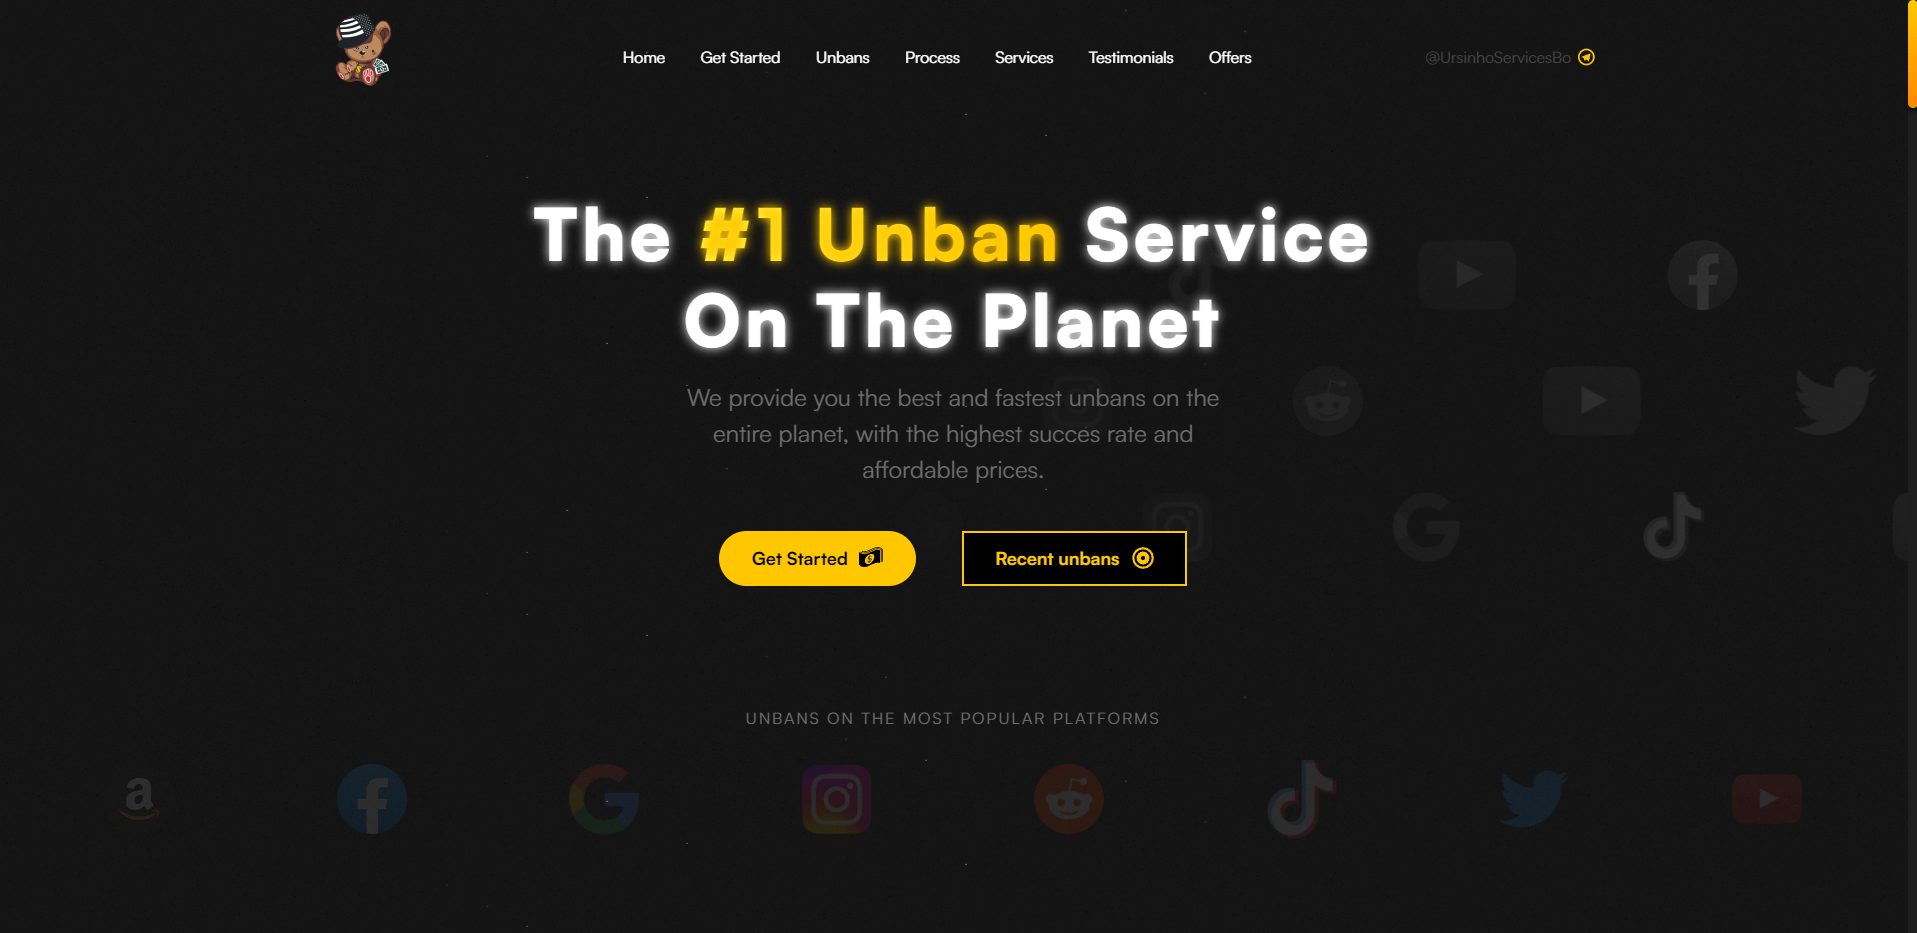 Home Get Started Unbans Process Services Testimonials Offers @UrsinhoServicesBo
The #1 Unban Service
On The Planet
We provide you the best and fastest unbans on the
entire planet, with the highest succes rate and
affordable prices.
Get Started Recent unbans
UNBANS ON THE MOST POPULAR PLATFORMS